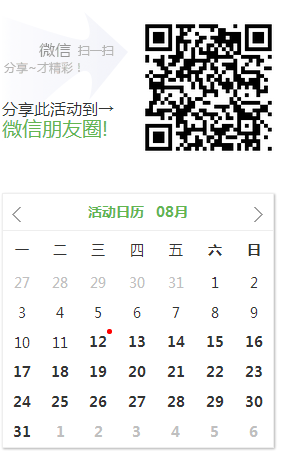 微信 扫一扫
分享~才精彩！
分享此活动到→
微信朋友圈!
活动日历 08月
一 二 三 四 五 六 日
27 28 29 30 31 1 2
3 4 5 6 7 8 9
10 11 12 13 14 15 16
17 18 19 20 21 22 23
24 25 26 27 28 29 30
31 1 2 3 4 5 6